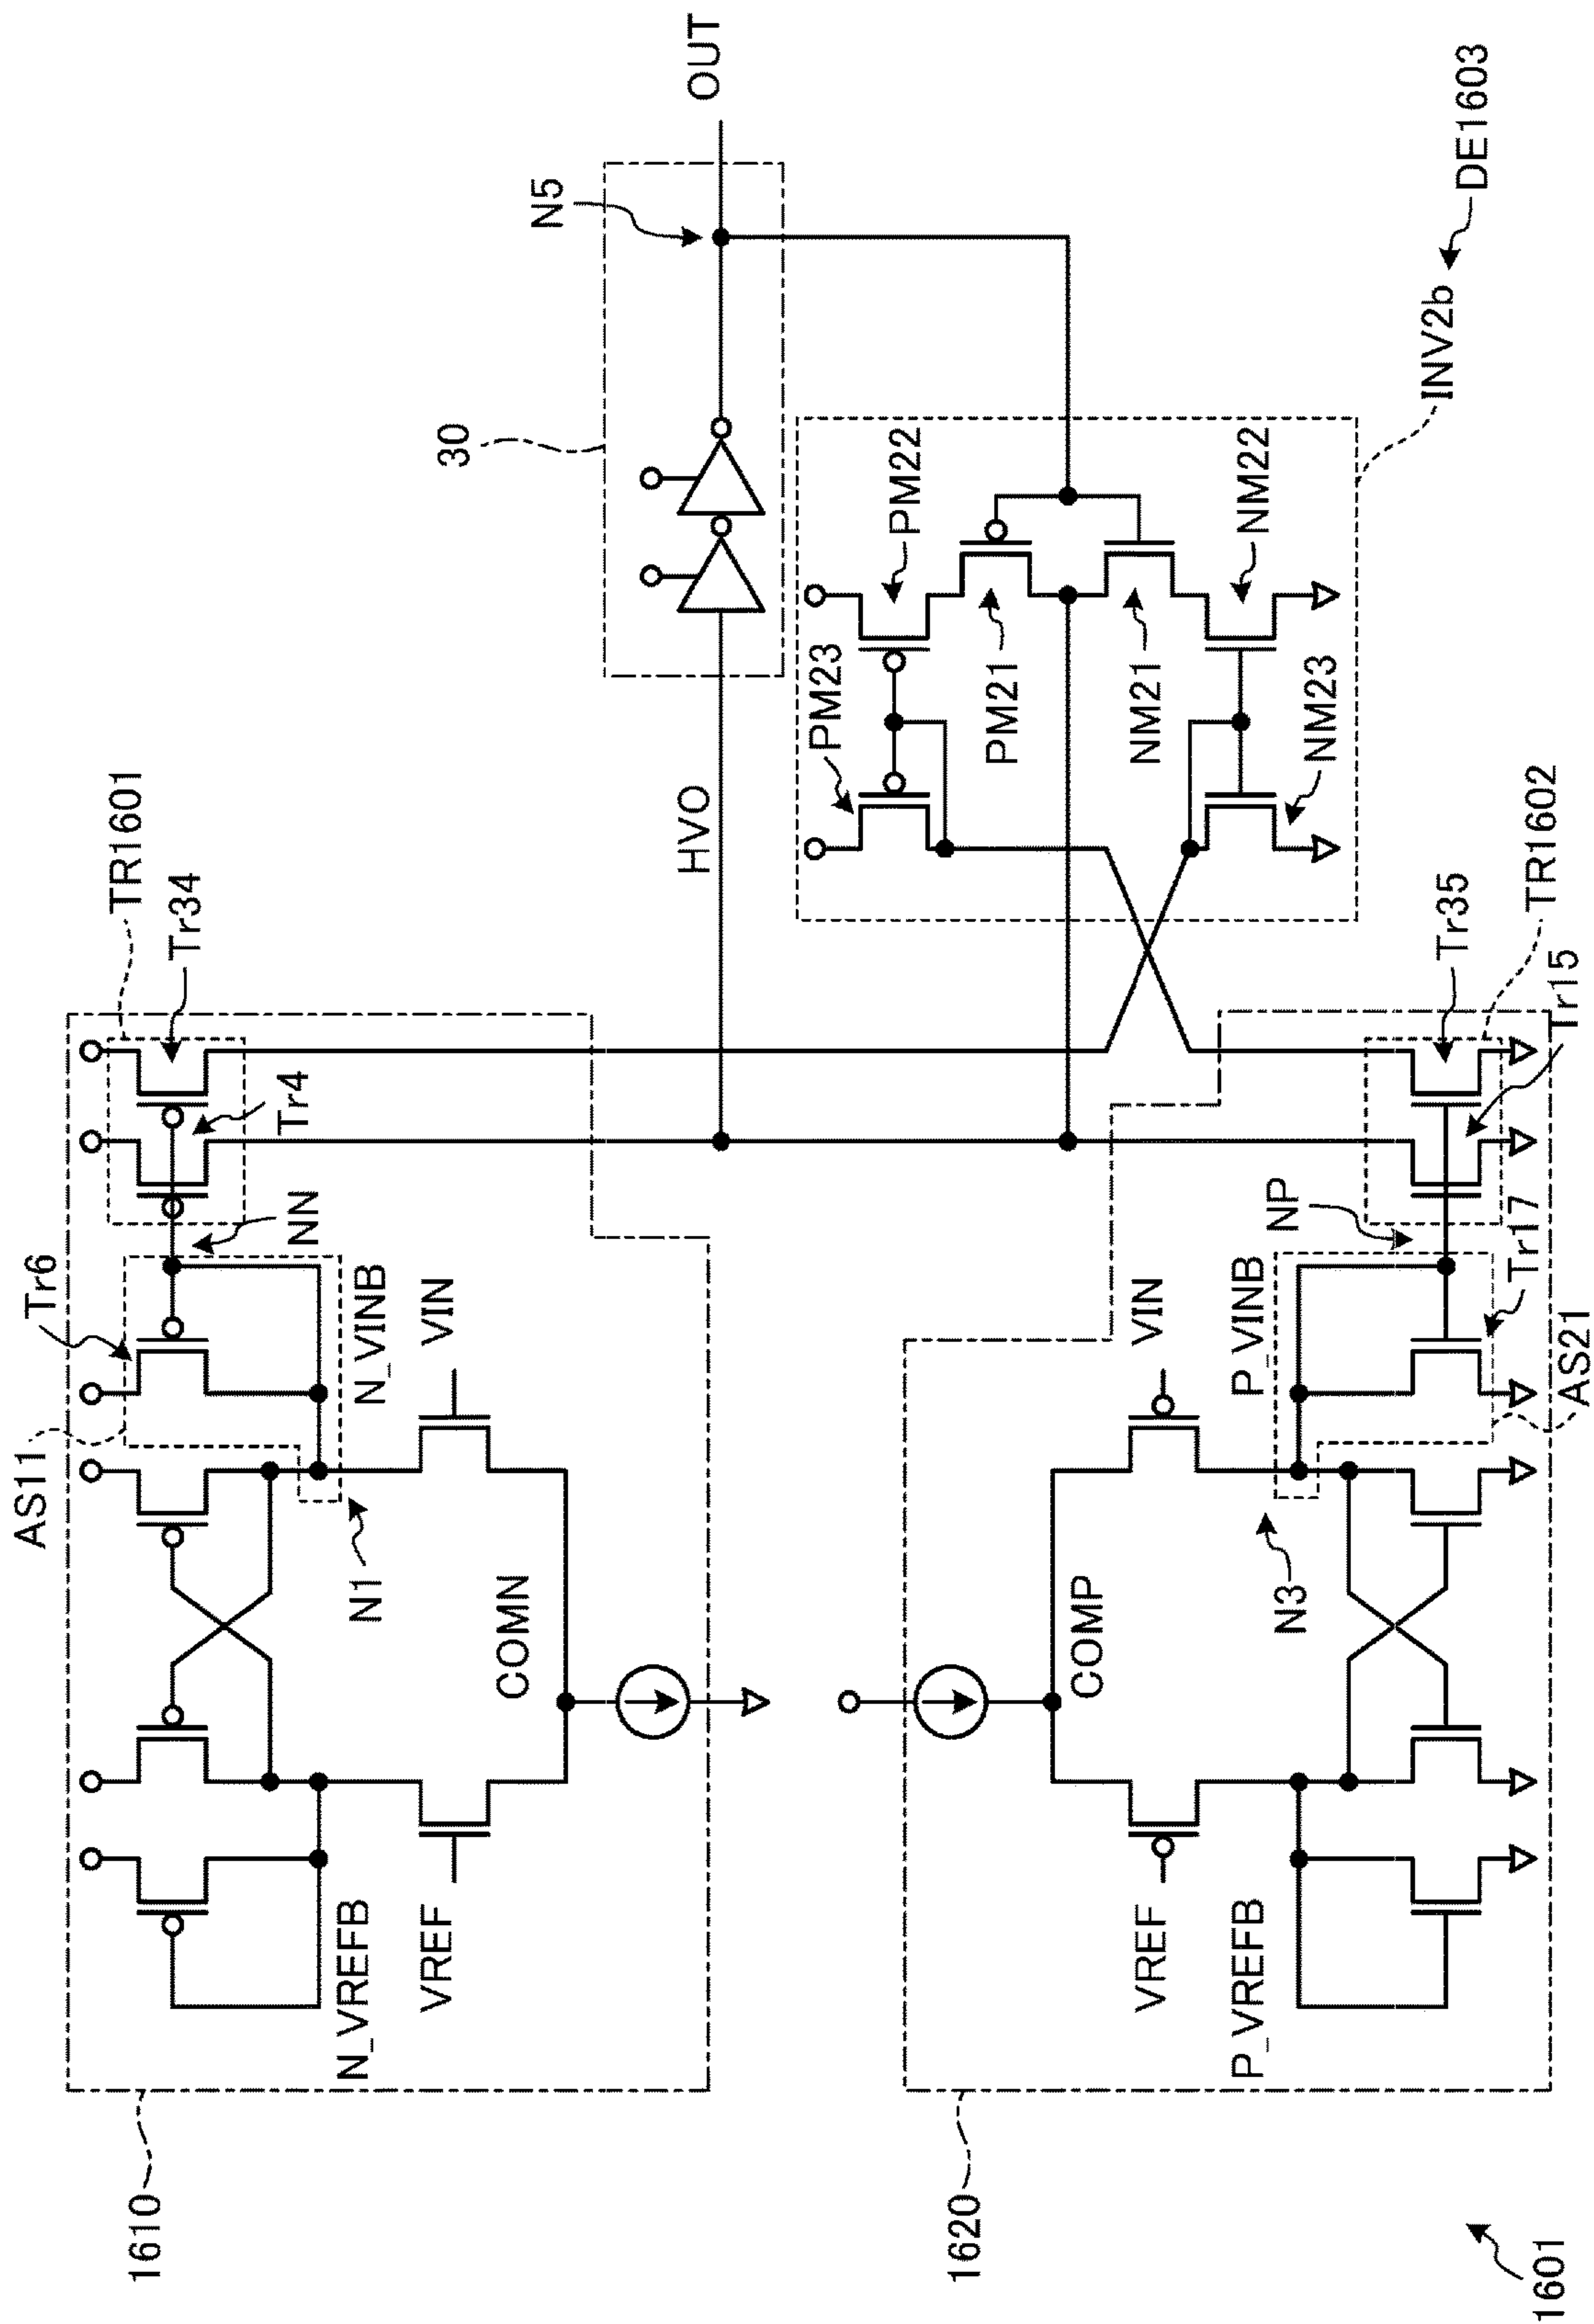 1601
1610
AS11
Tr6
TR1601
Tr34
Tr4
NN
N1
N_VREFB
N_VINB
VREF
VIN
COMN
HVO
30
N5
OUT
PM23
PM22
PM21
NM21
NM22
NM23
INV2b
DE1603
1620
COMP
VREF
VIN
P_VREFB
P_VINB
N3
NP
Tr17
AS21
Tr35
TR1602
Tr15